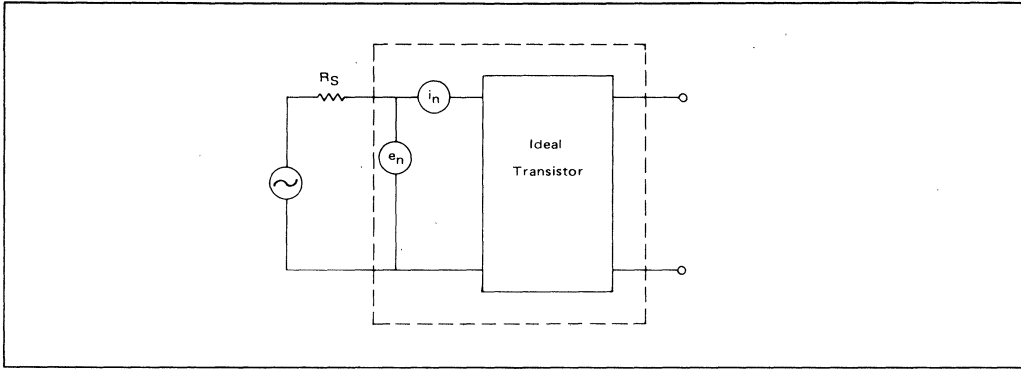 R_S
i_n
e_n
Ideal
Transistor